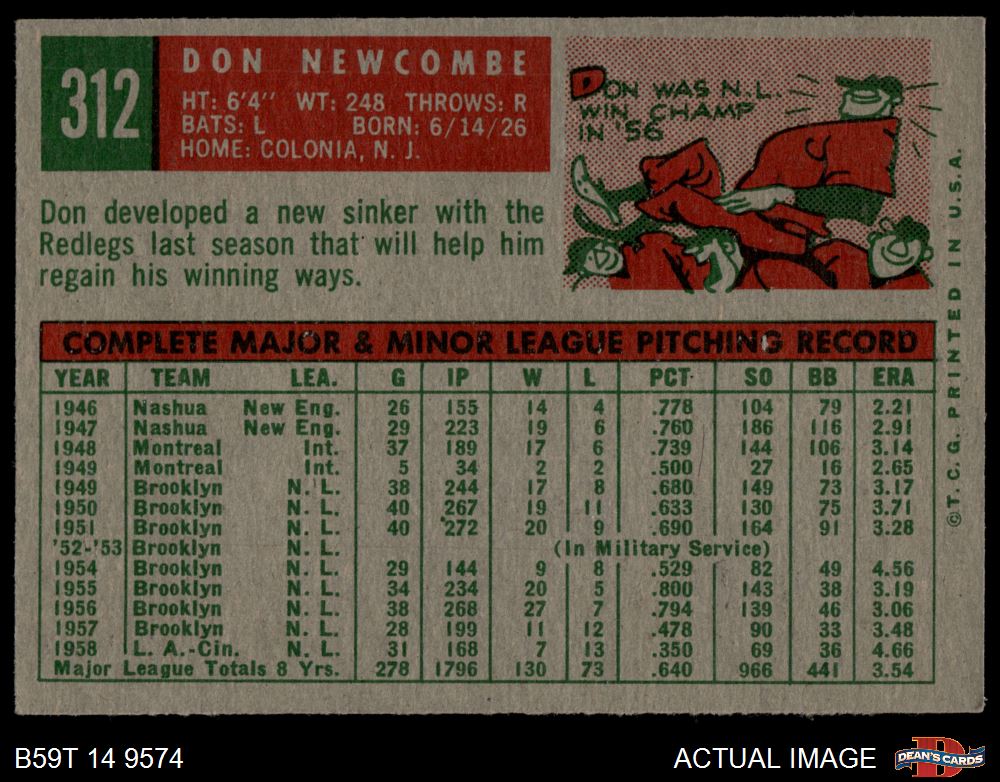 312
DON NEWCOMBE
HT: 6'4" WT: 248 THROWS: R
BATS: L BORN: 6/14/26
HOME: COLONIA, N. J.
DON WAS N.L.
WIN CHAMP
IN '56
Don developed a new sinker with the
Redlegs last season that will help him
regain his winning ways.
COMPLETE MAJOR & MINOR LEAGUE PITCHING RECORD
YEAR TEAM LEA. G IP W L PCT. SO BB ERA
1946 Nashua New Eng. 26 155 14 4 .778 104 79 2.21
1947 Nashua New Eng. 29 223 19 6 .760 186 116 2.91
1948 Montreal Int. 37 189 17 6 .739 144 106 3.14
1949 Montreal Int. 5 34 2 2 .500 27 16 2.65
1949 Brooklyn N. L. 38 244 17 8 .680 149 73 3.17
1950 Brooklyn N. L. 40 267 19 11 .633 130 75 3.71
1951 Brooklyn N. L. 40 272 20 9 .690 164 91 3.28
'52-'53 Brooklyn N. L. (In Military Service)
1954 Brooklyn N. L. 29 144 9 8 .529 82 49 4.56
1955 Brooklyn N. L. 34 234 20 5 .800 143 38 3.19
1956 Brooklyn N. L. 38 268 27 7 .794 139 46 3.06
1957 Brooklyn N. L. 28 199 11 12 .478 90 33 3.48
1958 L. A.-Cin. N. L. 31 168 7 13 .350 69 36 4.66
Major League Totals 8 Yrs. 278 1796 130 73 .640 966 441 3.54
© T. C. G. PRINTED IN U.S.A.
B59T 14 9574
ACTUAL IMAGE
DEAN'S CARDS